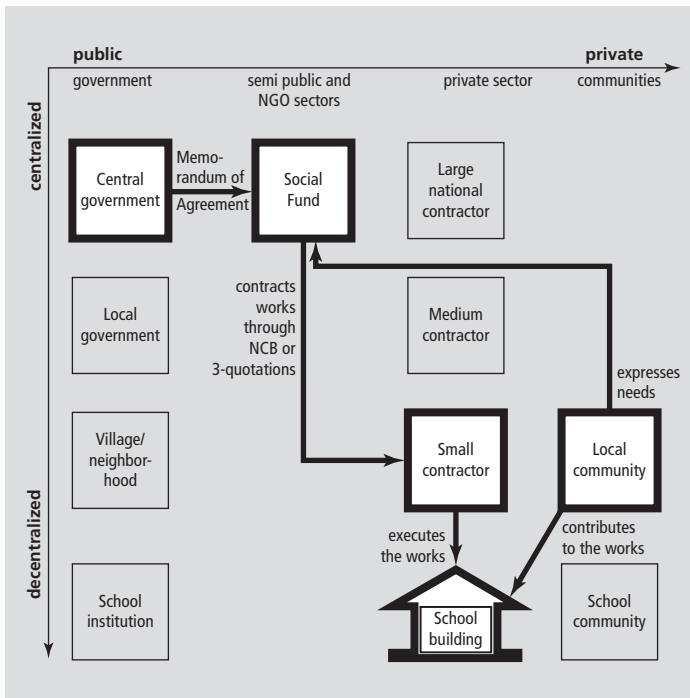 public
private
government
semi public and
NGO sectors
private sector
communities
centralized
decentralized
Central
government
Memo-
randum of
Agreement
Social
Fund
Large
national
contractor
Local
government
contracts
works
through
NCB or
3-quotations
Medium
contractor
expresses
needs
Village/
neighbor-
hood
Small
contractor
Local
community
executes
the works
contributes
to the works
School
institution
School
building
School
community